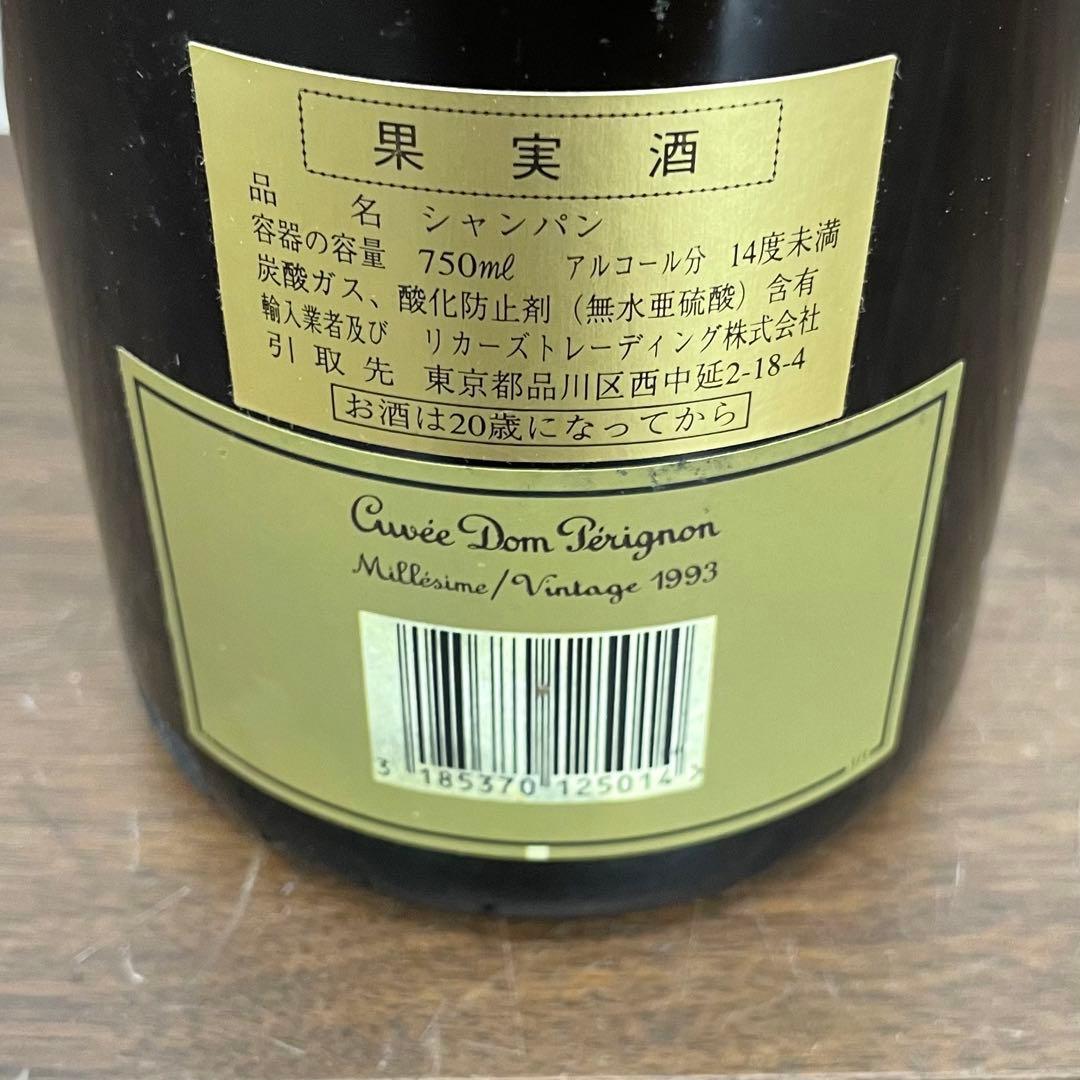 果実酒
品名 シャンパン
容器の容量 750ml アルコール分 14度未満
炭酸ガス、酸化防止剤（無水亜硫酸）含有
輸入業者及び リカーズトレーディング株式会社
引取先 東京都品川区西中延2-18-4
お酒は20歳になってから
Cuvée Dom Pérignon
Millésime/Vintage 1993
3 185370 125014 >